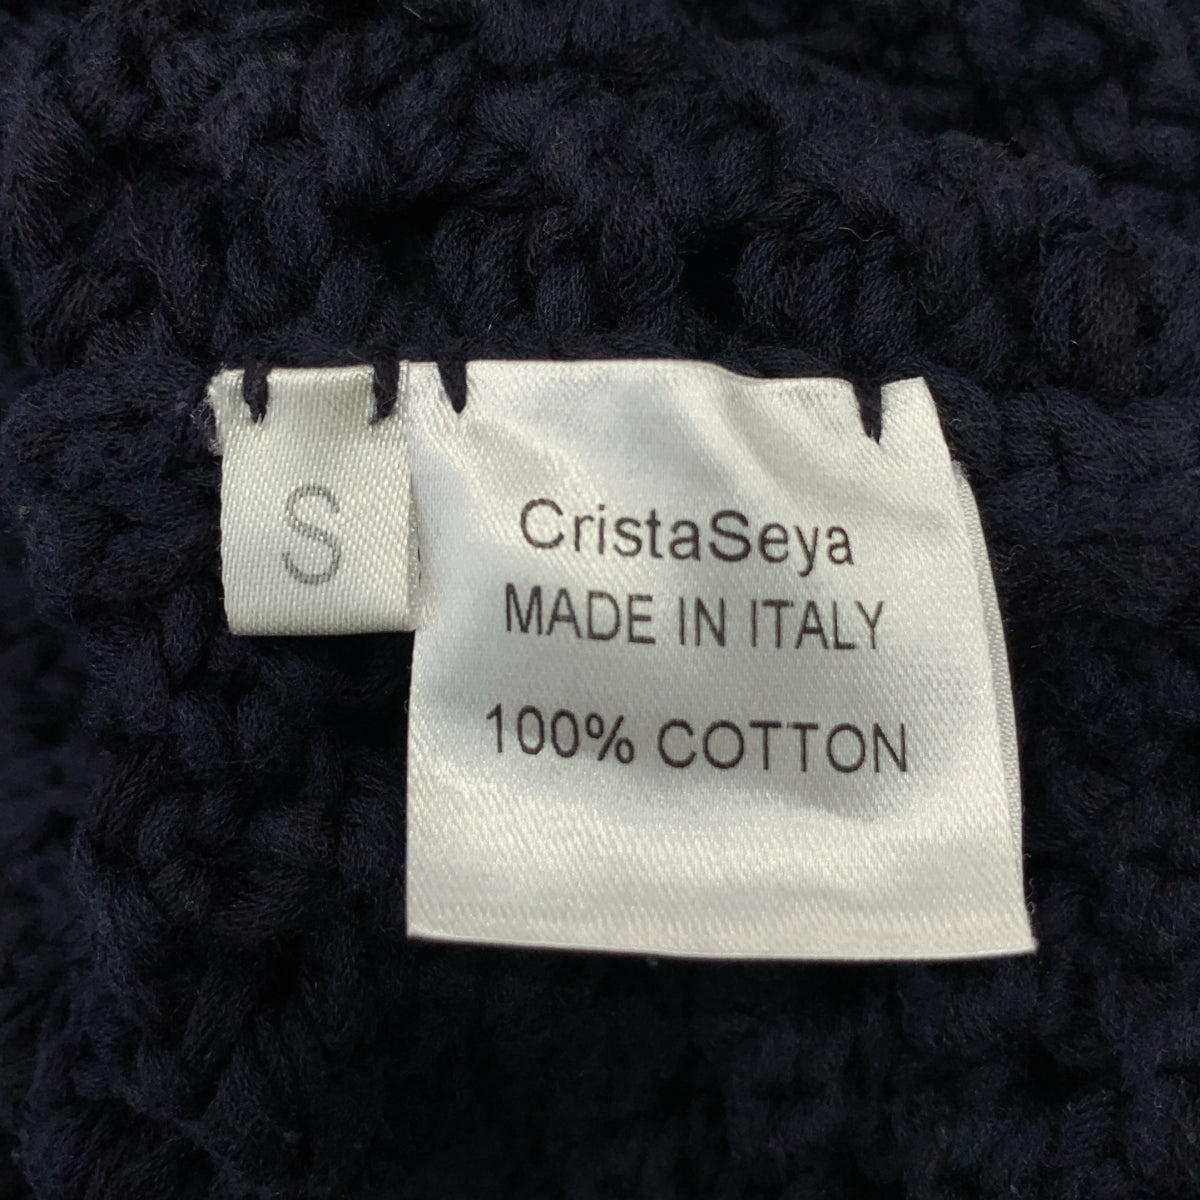 S
CristaSeya
MADE IN ITALY
100% COTTON